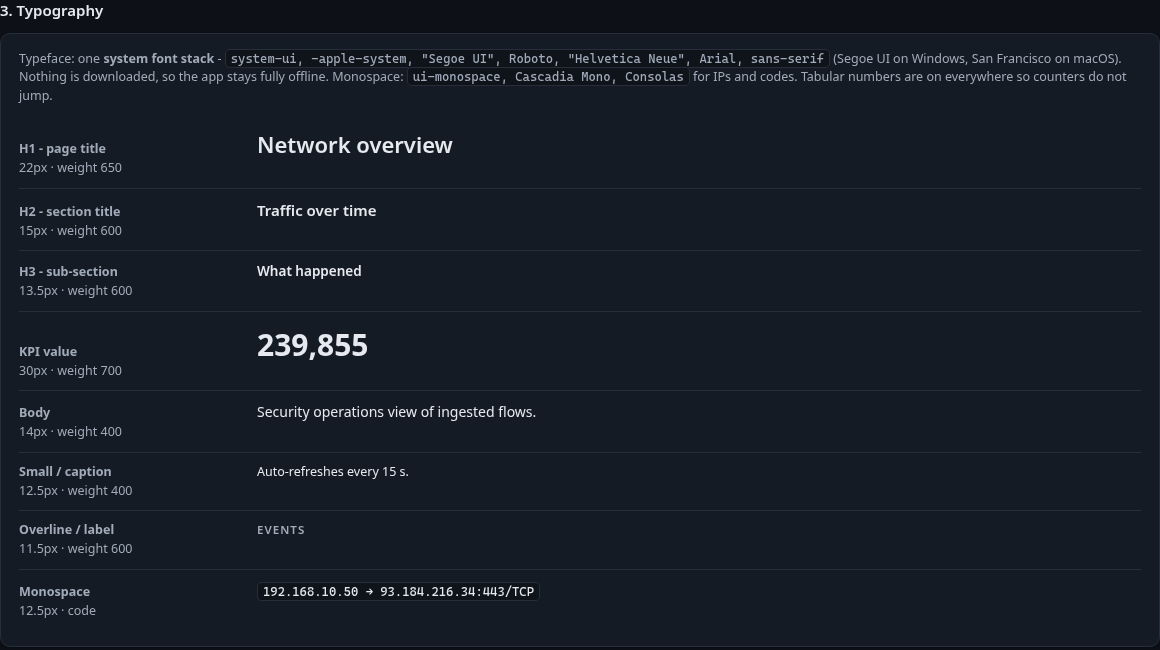 3. Typography
Typeface: one system font stack - system-ui, -apple-system, "Segoe UI", Roboto, "Helvetica Neue", Arial, sans-serif (Segoe UI on Windows, San Francisco on macOS).
Nothing is downloaded, so the app stays fully offline. Monospace: ui-monospace, Cascadia Mono, Consolas for IPs and codes. Tabular numbers are on everywhere so counters do not
jump.
H1 - page title
22px · weight 650
Network overview
H2 - section title
15px · weight 600
Traffic over time
H3 - sub-section
13.5px · weight 600
What happened
KPI value
30px · weight 700
239,855
Body
14px · weight 400
Security operations view of ingested flows.
Small / caption
12.5px · weight 400
Auto-refreshes every 15 s.
Overline / label
11.5px · weight 600
EVENTS
Monospace
12.5px · code
192.168.10.50 → 93.184.216.34:443/TCP